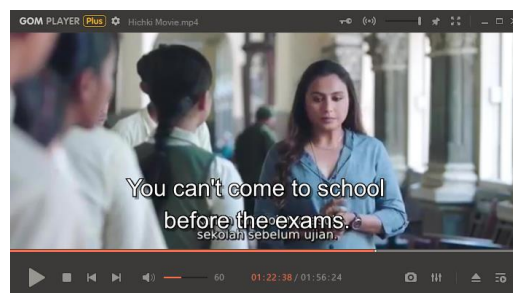 GOM PLAYER Plus Hichki Movie.mp4
You can't come to school
before the exams.
sekolah sebelum ujian.
60 01:22:38 / 01:56:24